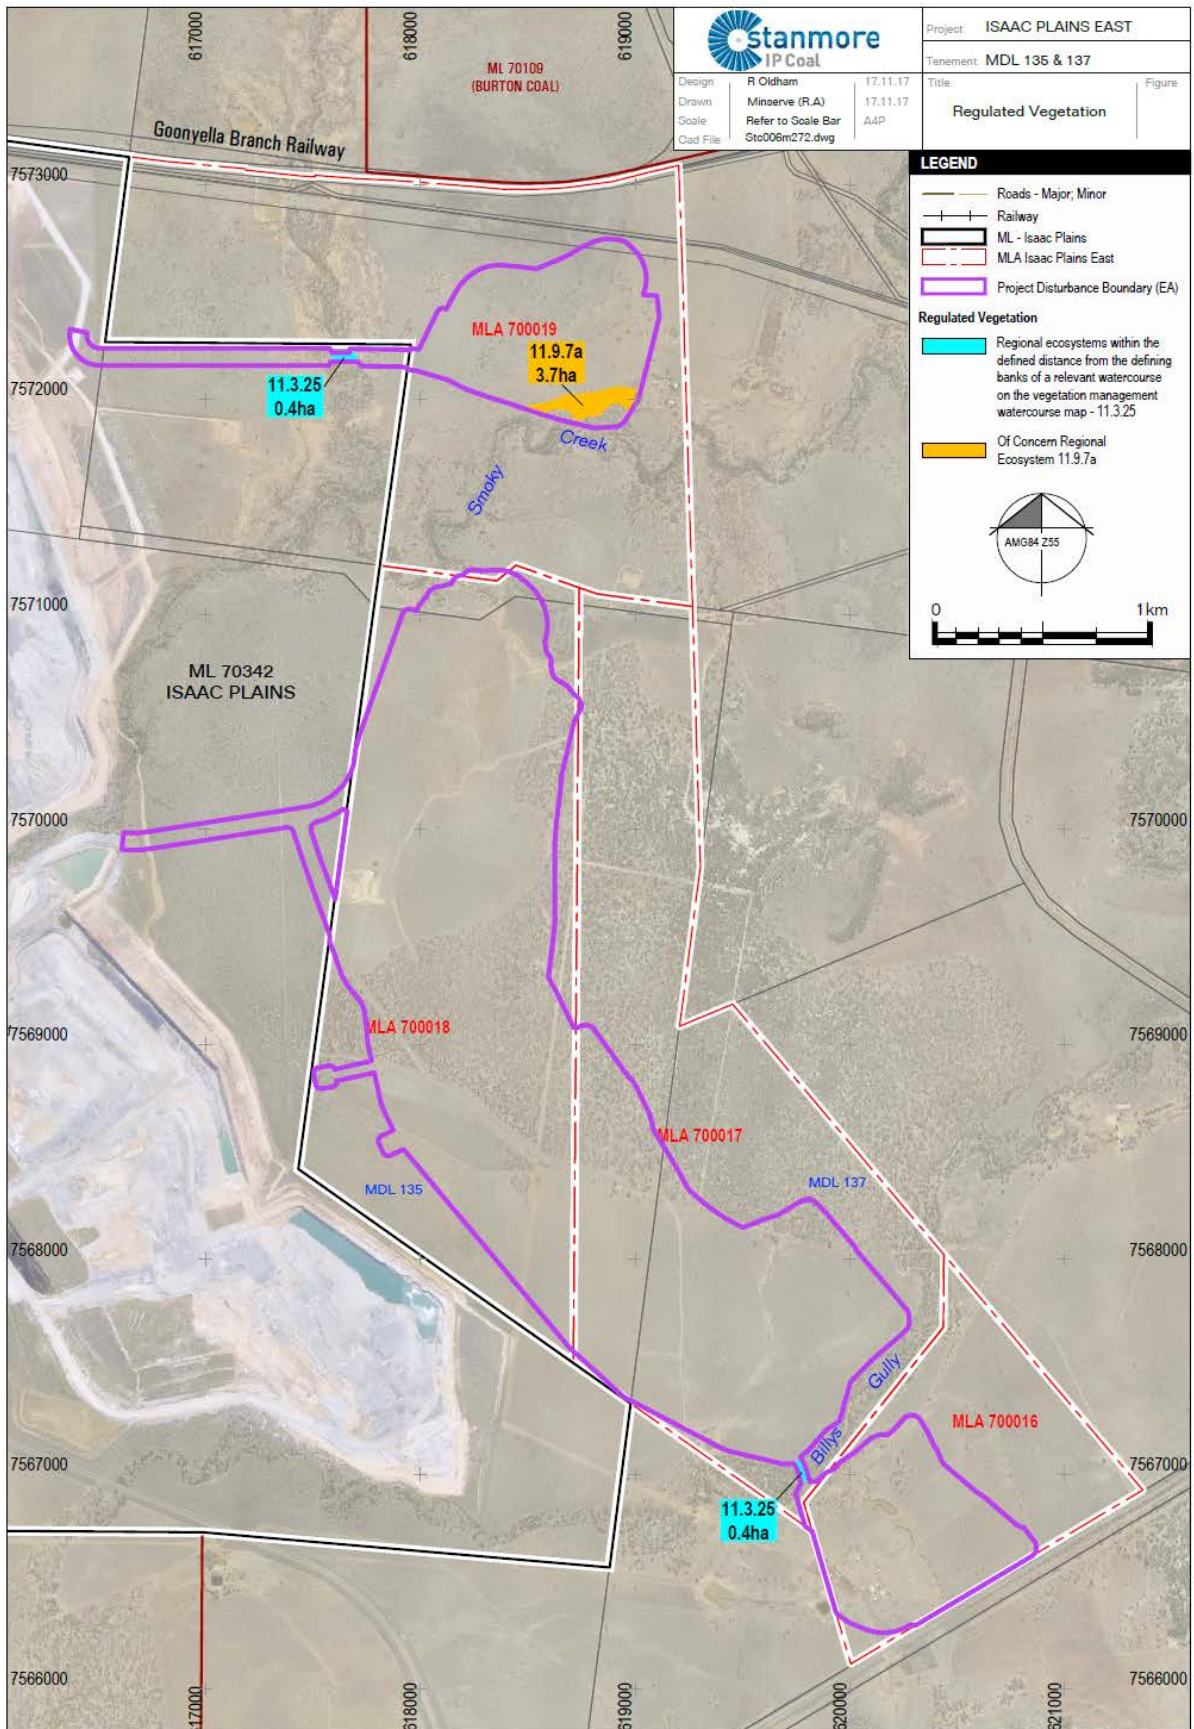 617000
618000
619000
ML 70109
(BURTON COAL)
Goonyella Branch Railway
stanmore
IP Coal
Project ISAAC PLAINS EAST
Tenement MDL 135 & 137
Design R Oldham 17.11.17
Drawn Minserve (R.A) 17.11.17
Scale Refer to Scale Bar A4P
Cad File Stc006m272.dwg
Title
Regulated Vegetation
Figure
LEGEND
Roads - Major; Minor
Railway
ML - Isaac Plains
MLA Isaac Plains East
Project Disturbance Boundary (EA)
Regulated Vegetation
Regional ecosystems within the
defined distance from the defining
banks of a relevant watercourse
on the vegetation management
watercourse map - 11.3.25
Of Concern Regional
Ecosystem 11.9.7a
AMG84 Z55
0 1km
7573000
MLA 700019
11.9.7a
3.7ha
7572000
11.3.25
0.4ha
Smoky
Creek
7571000
ML 70342
ISAAC PLAINS
7570000
7570000
MLA 700018
7569000
7569000
MLA 700017
MDL 135
MDL 137
7568000
7568000
Billys
Gully
MLA 700016
7567000
7567000
11.3.25
0.4ha
7566000
7566000
617000
618000
619000
620000
621000